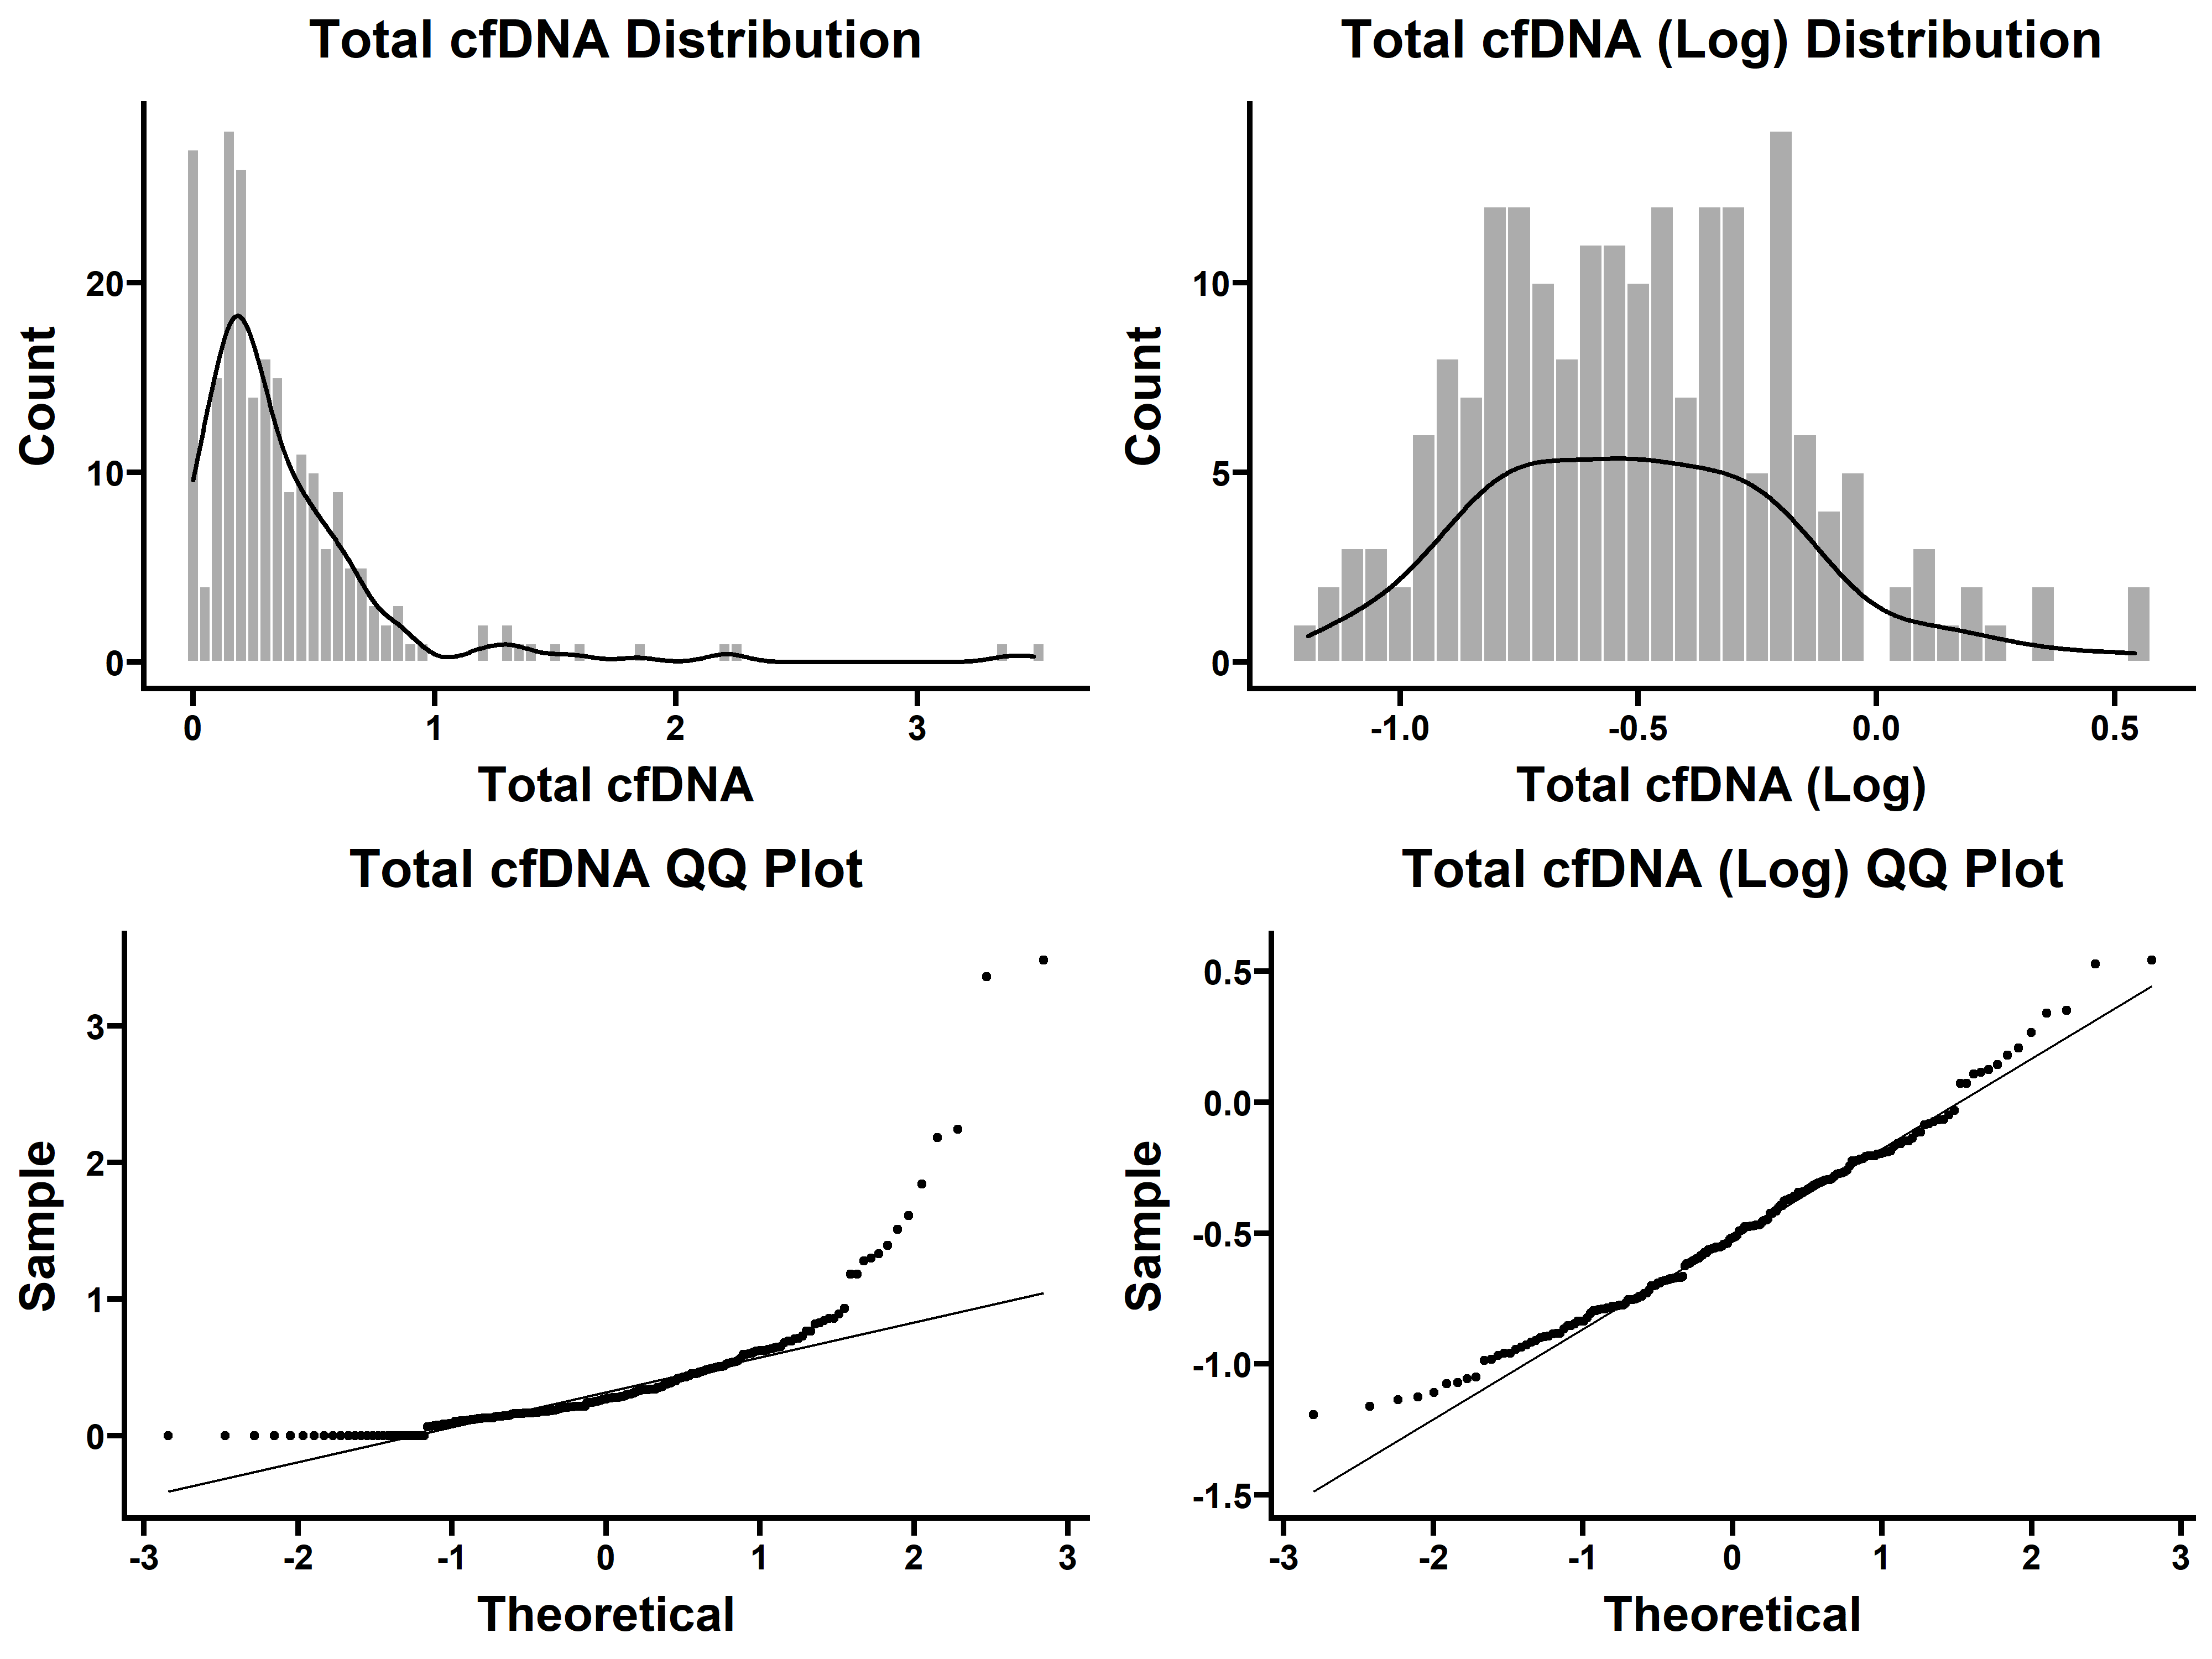 Total cfDNA Distribution
Count
20
10
0
0 1 2 3
Total cfDNA
Total cfDNA (Log) Distribution
Count
10
5
0
-1.0 -0.5 0.0 0.5
Total cfDNA (Log)
Total cfDNA QQ Plot
Sample
3
2
1
0
-3 -2 -1 0 1 2 3
Theoretical
Total cfDNA (Log) QQ Plot
Sample
0.5
0.0
-0.5
-1.0
-1.5
-3 -2 -1 0 1 2 3
Theoretical